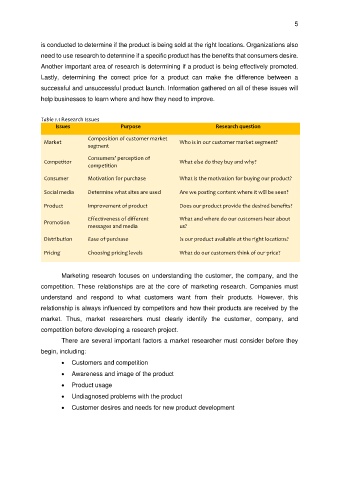 5
is conducted to determine if the product is being sold at the right locations. Organizations also
need to use research to determine if a specific product has the benefits that consumers desire.
Another important area of research is determining if a product is being effectively promoted.
Lastly, determining the correct price for a product can make the difference between a
successful and unsuccessful product launch. Information gathered on all of these issues will
help businesses to learn where and how they need to improve.
Table 1.1 Research Issues
Issues Purpose Research question
Market Composition of customer market segment Who is in our customer market segment?
Competitor Consumers' perception of competition What else do they buy and why?
Consumer Motivation for purchase What is the motivation for buying our product?
Social media Determine what sites are used Are we posting content where it will be seen?
Product Improvement of product Does our product provide the desired benefits?
Promotion Effectiveness of different messages and media What and where do our customers hear about us?
Distribution Ease of purchase Is our product available at the right locations?
Pricing Choosing pricing levels What do our customers think of our price?
Marketing research focuses on understanding the customer, the company, and the
competition. These relationships are at the core of marketing research. Companies must
understand and respond to what customers want from their products. However, this
relationship is always influenced by competitors and how their products are received by the
market. Thus, market researchers must clearly identify the customer, company, and
competition before developing a research project.
There are several important factors a market researcher must consider before they
begin, including:
• Customers and competition
• Awareness and image of the product
• Product usage
• Undiagnosed problems with the product
• Customer desires and needs for new product development